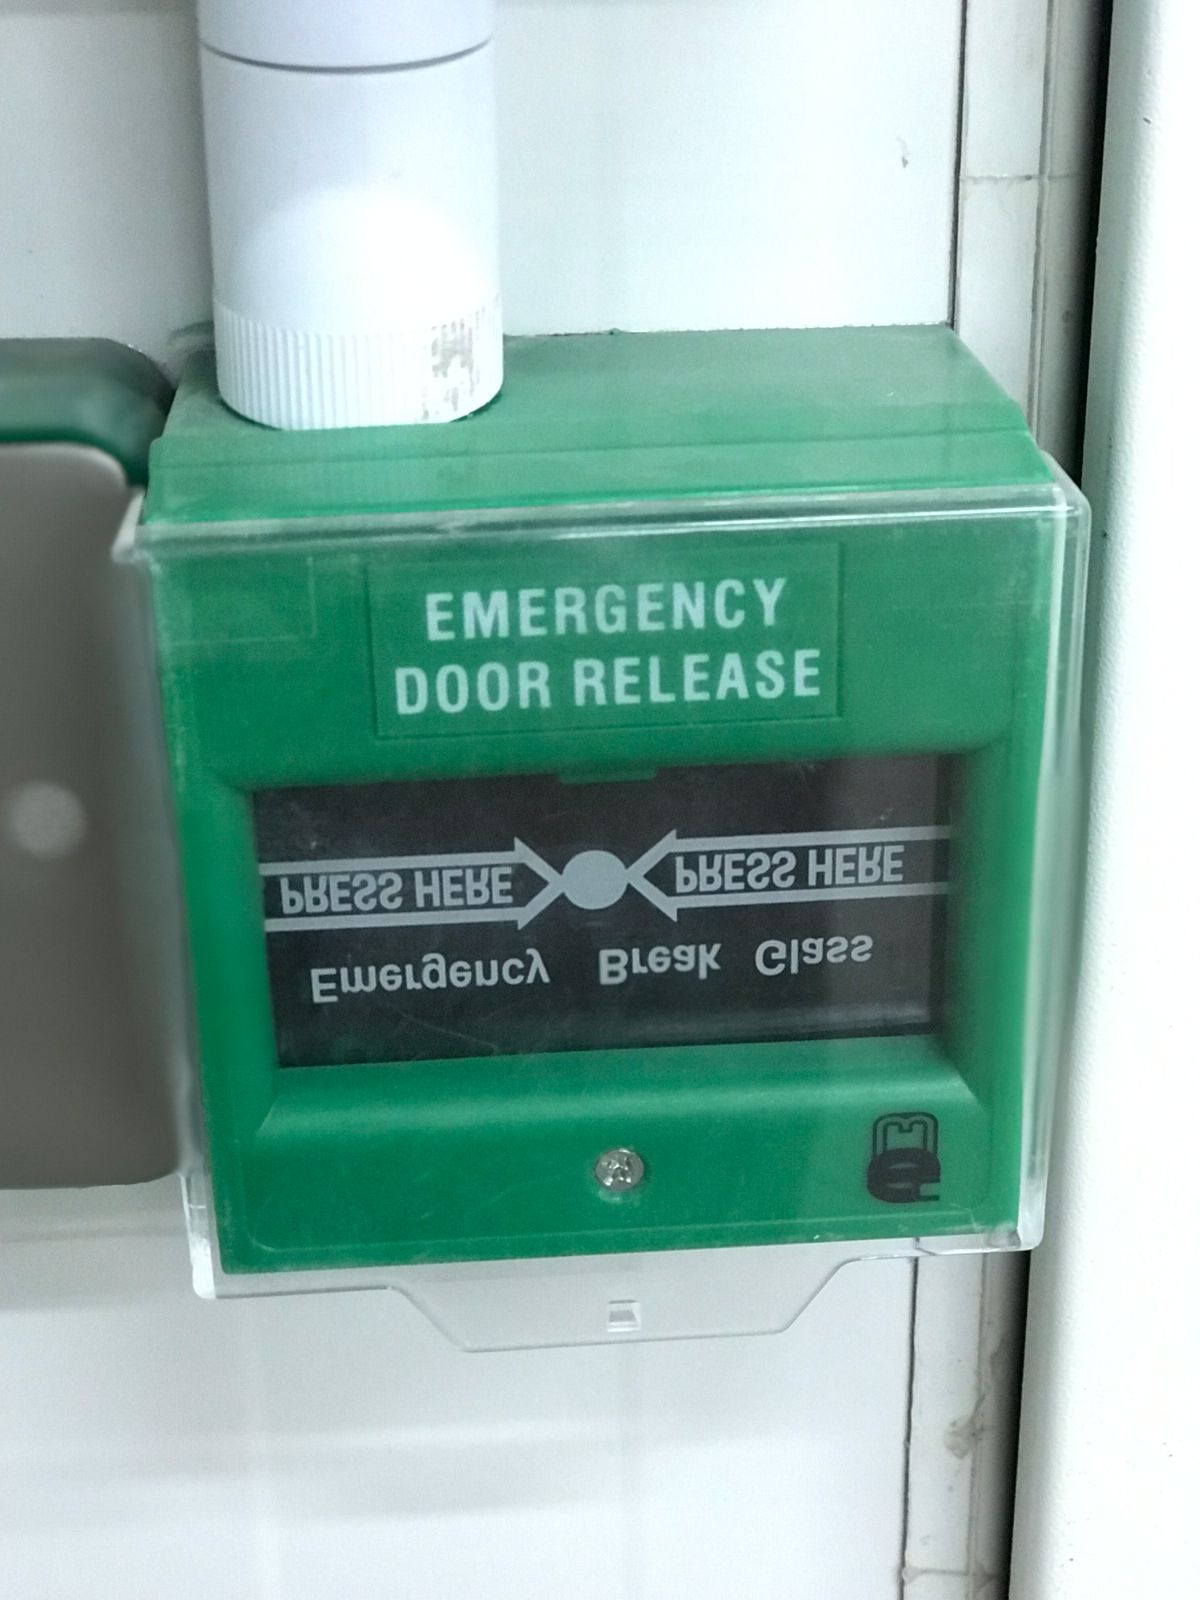 EMERGENCY
DOOR RELEASE
PRESS HERE PRESS HERE
Emergency Break Glass